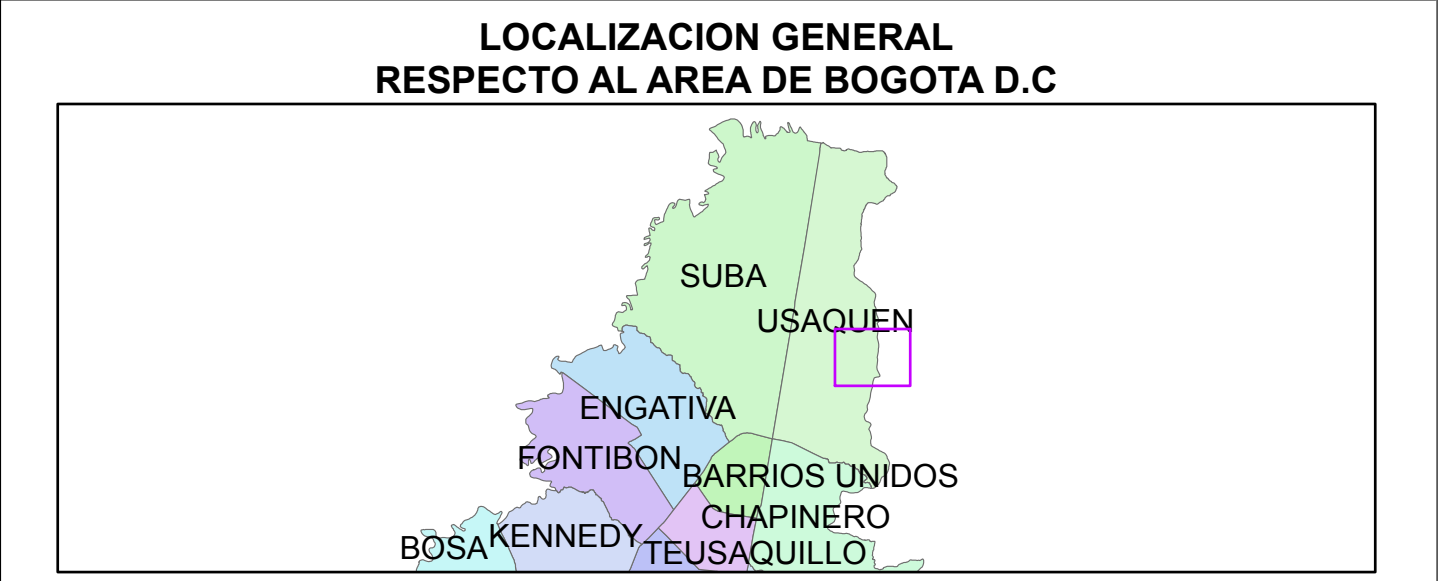 LOCALIZACION GENERAL
RESPECTO AL AREA DE BOGOTA D.C
SUBA
USAQUEN
ENGATIVA
FONTIBON
BARRIOS UNIDOS
CHAPINERO
KENNEDY
BOSA
TEUSAQUILLO